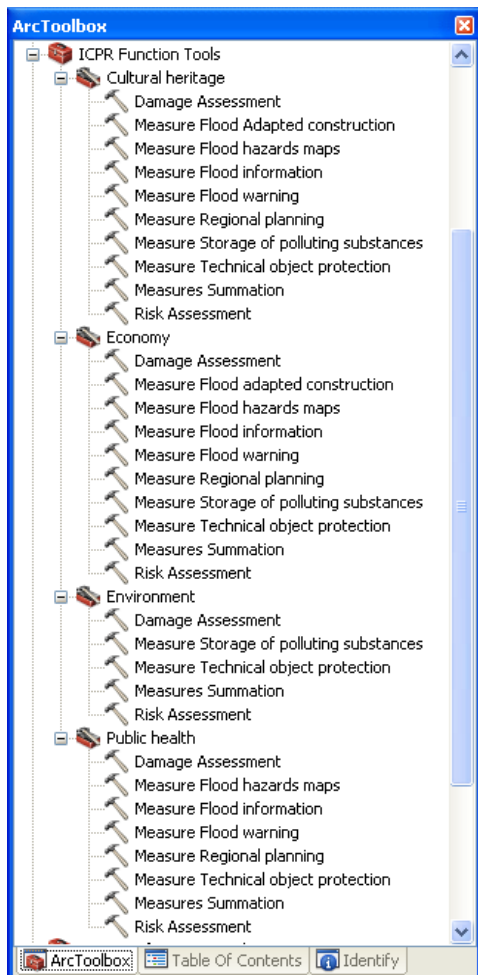 ArcToolbox
ICPR Function Tools
Cultural heritage
Damage Assessment
Measure Flood Adapted construction
Measure Flood hazards maps
Measure Flood information
Measure Flood warning
Measure Regional planning
Measure Storage of polluting substances
Measure Technical object protection
Measures Summation
Risk Assessment
Economy
Damage Assessment
Measure Flood adapted construction
Measure Flood hazards maps
Measure Flood information
Measure Flood warning
Measure Regional planning
Measure Storage of polluting substances
Measure Technical object protection
Measures Summation
Risk Assessment
Environment
Damage Assessment
Measure Storage of polluting substances
Measure Technical object protection
Measures Summation
Risk Assessment
Public health
Damage Assessment
Measure Flood hazards maps
Measure Flood information
Measure Flood warning
Measure Regional planning
Measure Technical object protection
Measures Summation
Risk Assessment
ArcToolbox Table Of Contents Identify